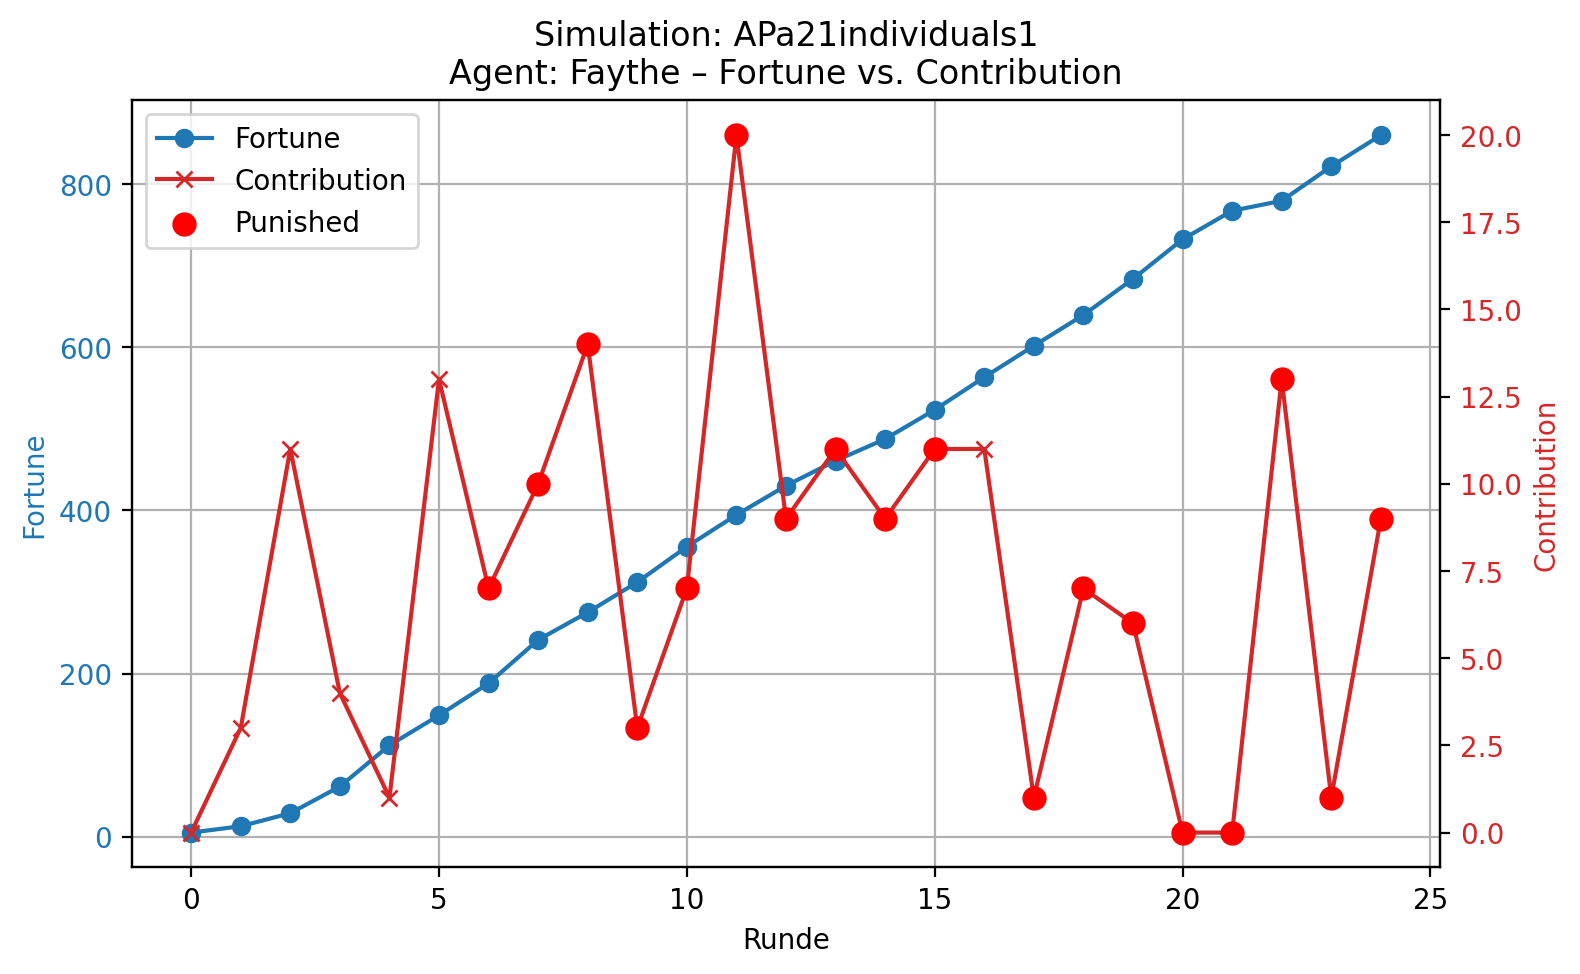 Simulation: APa21individuals1
Agent: Faythe – Fortune vs. Contribution
Fortune
Contribution
Punished
Fortune
800
600
400
200
0
20.0
17.5
15.0
12.5
10.0
7.5
5.0
2.5
0.0
Contribution
0 5 10 15 20 25
Runde